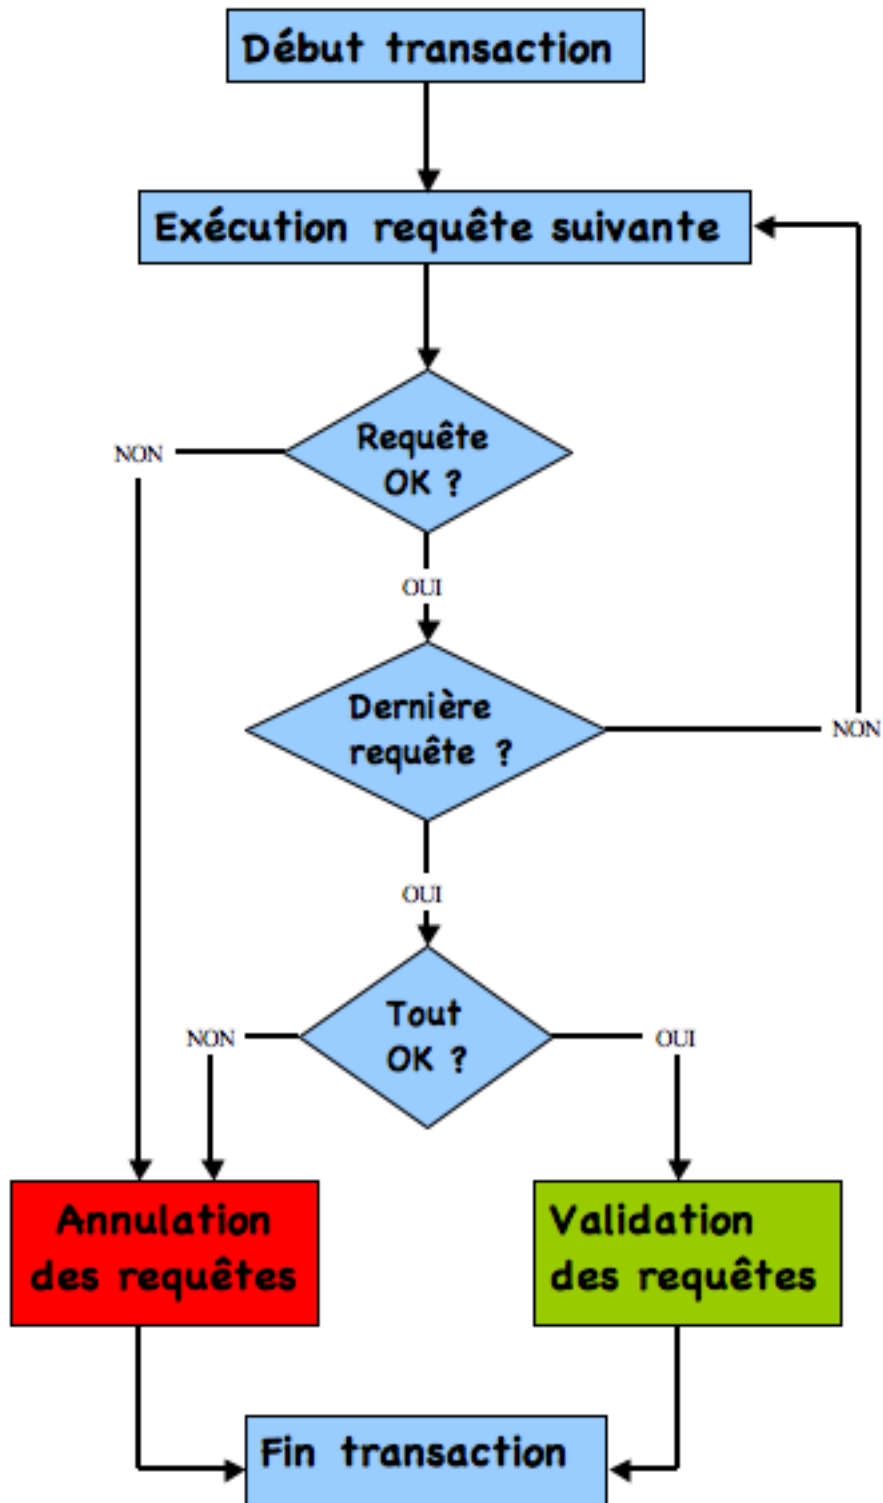 Début transaction
Exécution requête suivante
Requête
OK ?
NON
OUI
Dernière
requête ?
NON
OUI
Tout
OK ?
NON
OUI
Annulation
des requêtes
Validation
des requêtes
Fin transaction